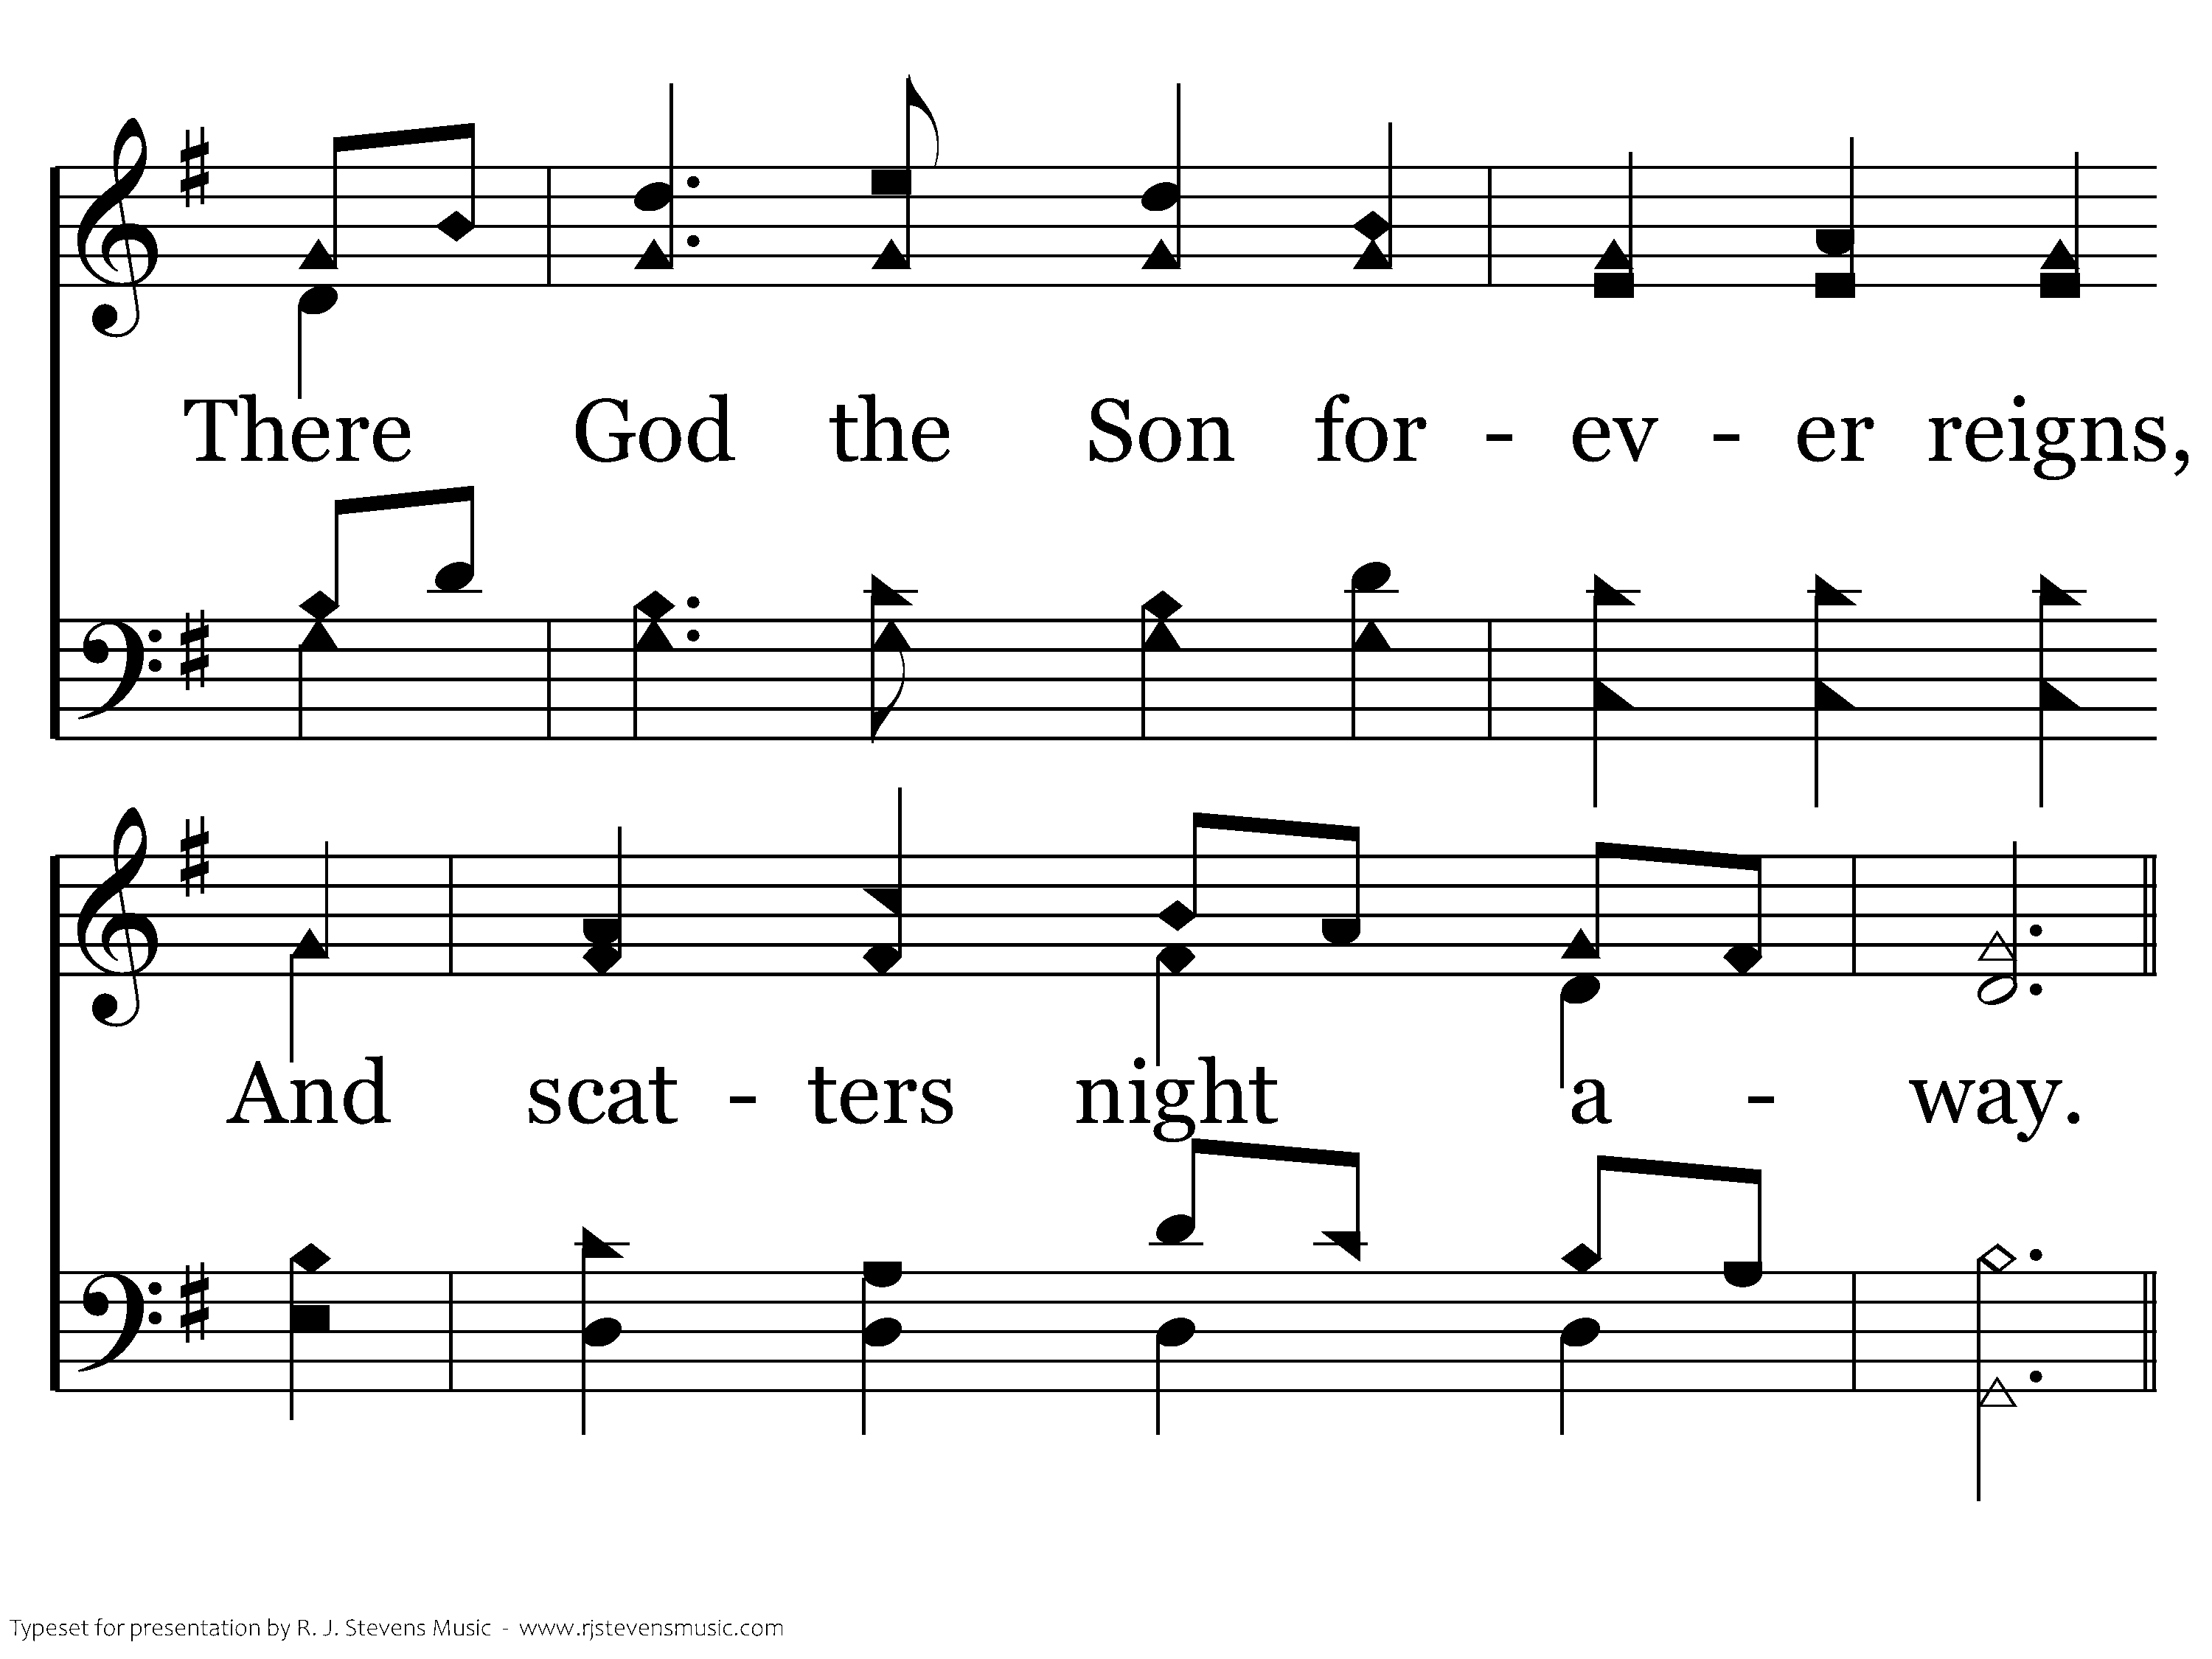 There God the Son for - ev - er reigns,
And scat - ters night a - way.
Typeset for presentation by R. J. Stevens Music - www.rjstevensmusic.com